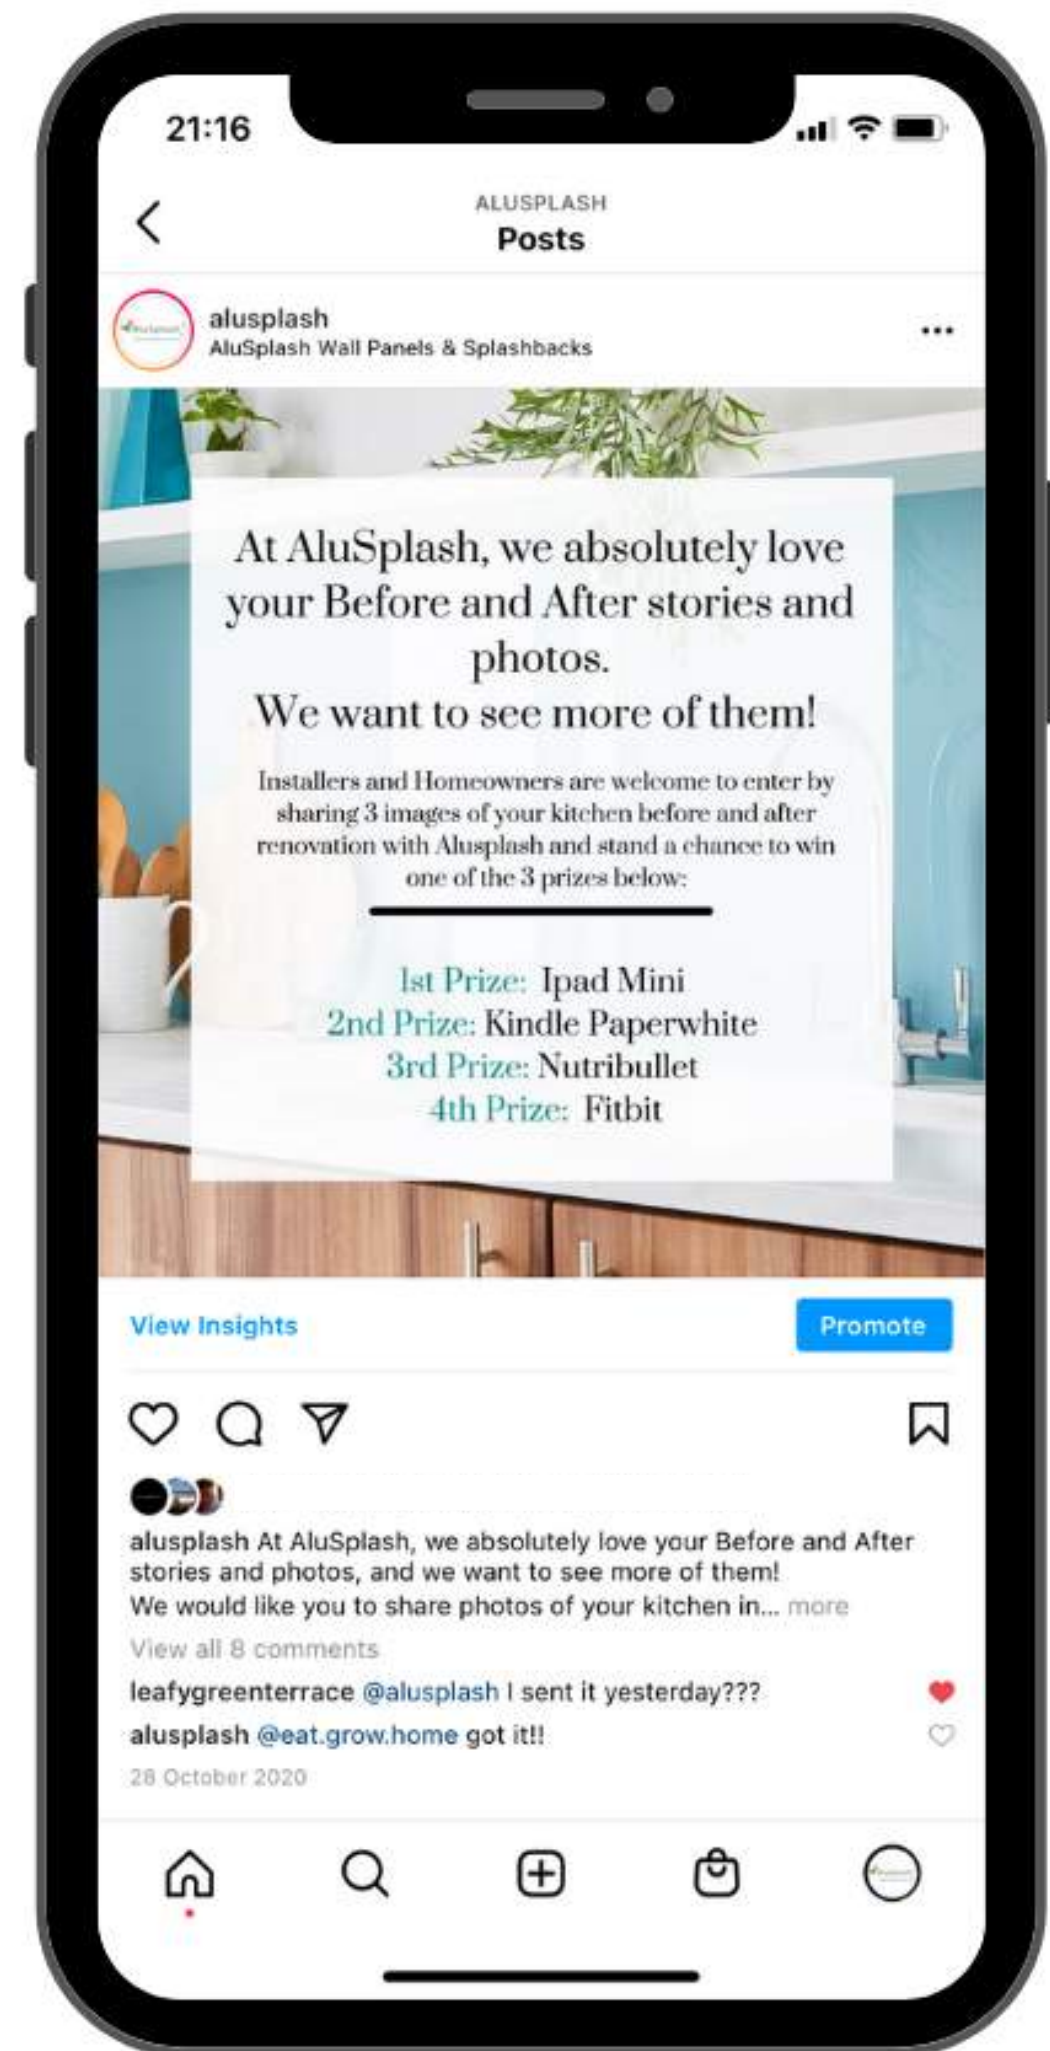 21:16
ALUSPLASH
Posts
alusplash
AluSplash Wall Panels & Splashbacks
At AluSplash, we absolutely love
your Before and After stories and
photos.
We want to see more of them!
Installers and Homeowners are welcome to enter by
sharing 3 images of your kitchen before and after
renovation with Alusplash and stand a chance to win
one of the 3 prizes below:
1st Prize: Ipad Mini
2nd Prize: Kindle Paperwhite
3rd Prize: Nutribullet
4th Prize: Fitbit
View Insights
Promote
alusplash At AluSplash, we absolutely love your Before and After
stories and photos, and we want to see more of them!
We would like you to share photos of your kitchen in... more
View all 8 comments
leafygreenterrace @alusplash I sent it yesterday???
alusplash @eat.grow.home got it!!
28 October 2020